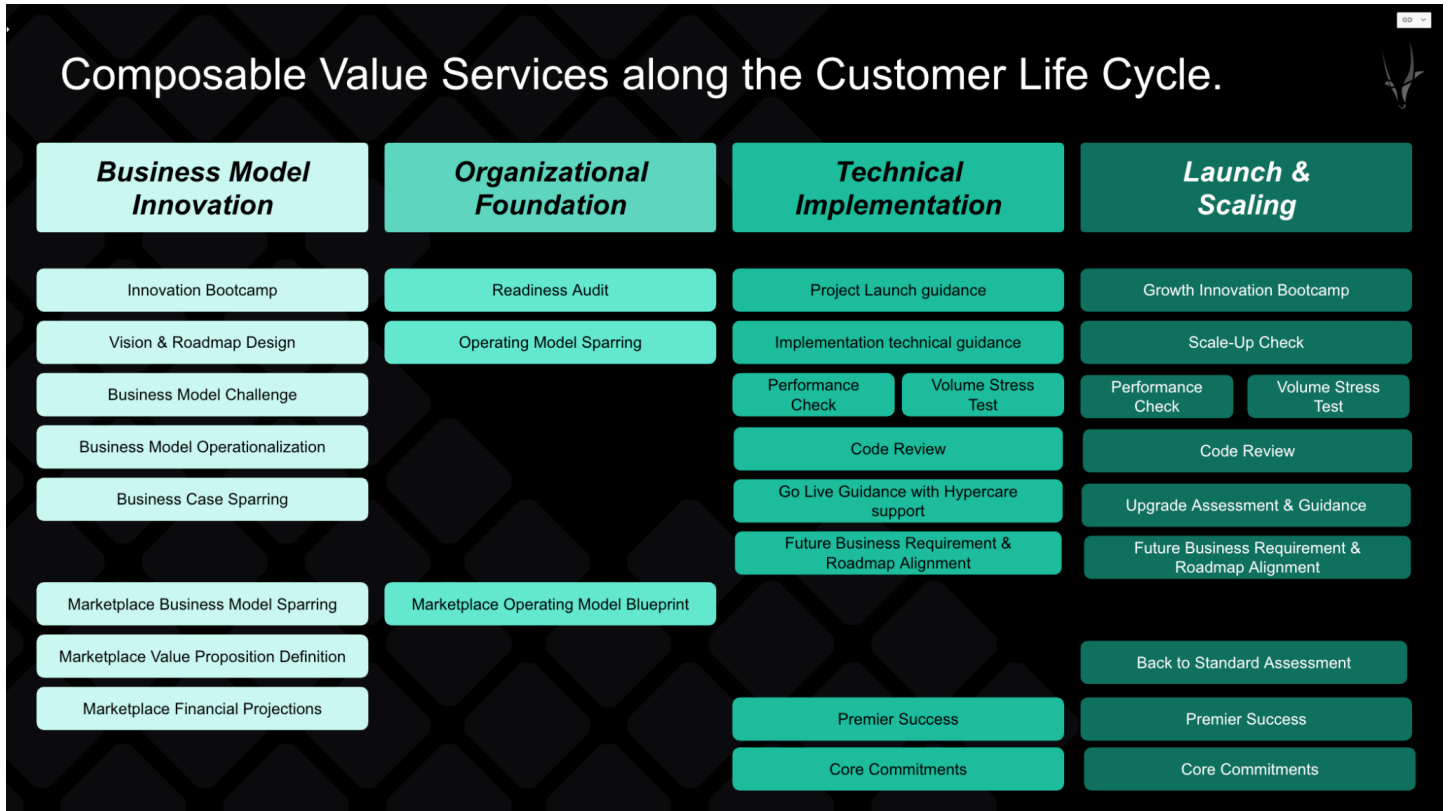 Composable Value Services along the Customer Life Cycle.
Business Model
Innovation
Innovation Bootcamp
Vision & Roadmap Design
Business Model Challenge
Business Model Operationalization
Business Case Sparring
Marketplace Business Model Sparring
Marketplace Value Proposition Definition
Marketplace Financial Projections
Organizational
Foundation
Readiness Audit
Operating Model Sparring
Marketplace Operating Model Blueprint
Technical
Implementation
Project Launch guidance
Implementation technical guidance
Performance
Check
Volume Stress
Test
Code Review
Go Live Guidance with Hypercare
support
Future Business Requirement &
Roadmap Alignment
Premier Success
Core Commitments
Launch &
Scaling
Growth Innovation Bootcamp
Scale-Up Check
Performance
Check
Volume Stress
Test
Code Review
Upgrade Assessment & Guidance
Future Business Requirement &
Roadmap Alignment
Back to Standard Assessment
Premier Success
Core Commitments